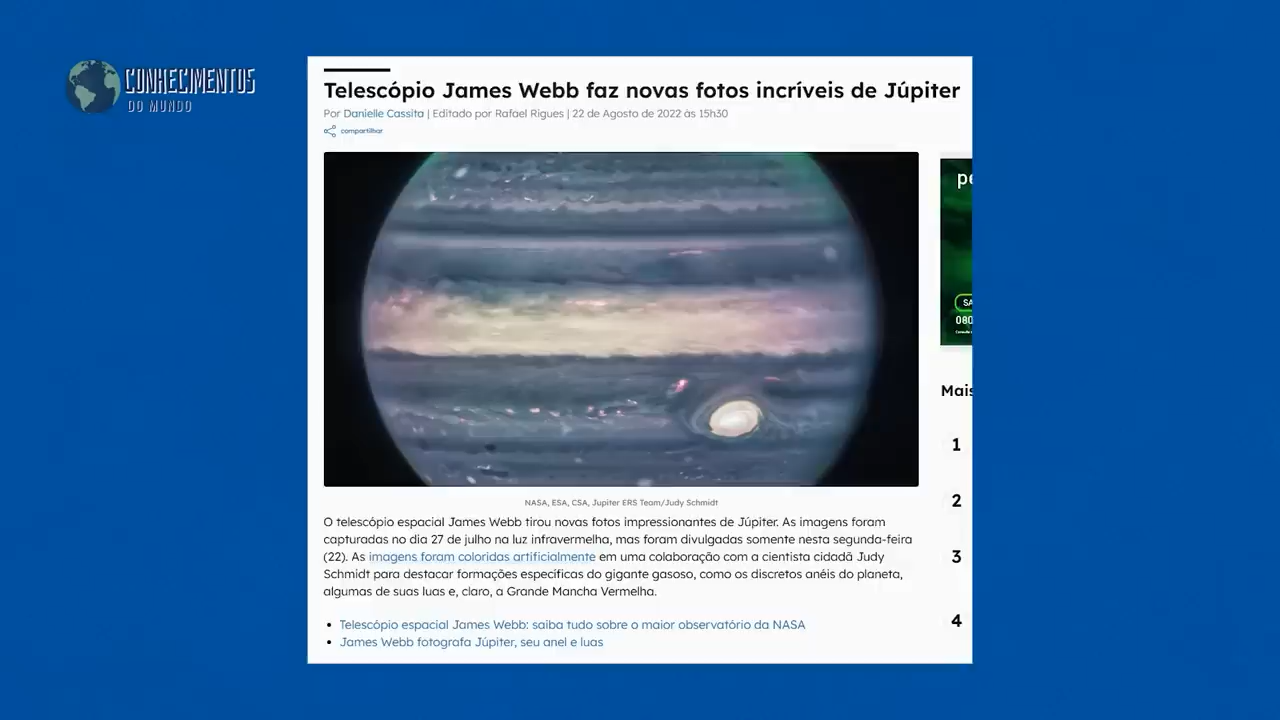 CONHECIMENTOS
DO MUNDO
Telescópio James Webb faz novas fotos incríveis de Júpiter
Por Danielle Cassita | Editado por Rafael Rigues | 22 de Agosto de 2022 às 15h30
compartilhar
pe
SA
080
NASA, ESA, CSA, Jupiter ERS Team/Judy Schmidt
O telescópio espacial James Webb tirou novas fotos impressionantes de Júpiter. As imagens foram
capturadas no dia 27 de julho na luz infravermelha, mas foram divulgadas somente nesta segunda-feira
(22). As imagens foram coloridas artificialmente em uma colaboração com a cientista cidadã Judy
Schmidt para destacar formações específicas do gigante gasoso, como os discretos anéis do planeta,
algumas de suas luas e, claro, a Grande Mancha Vermelha.
• Telescópio espacial James Webb: saiba tudo sobre o maior observatório da NASA
• James Webb fotografa Júpiter, seu anel e luas
Mais
1
2
3
4